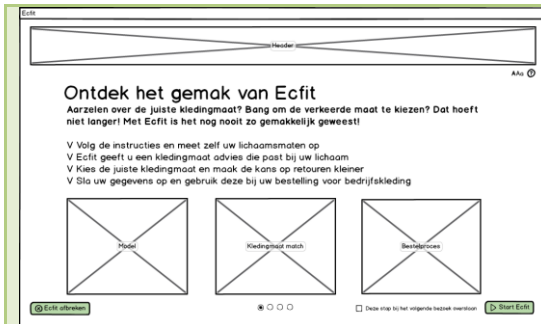 Ecfit
Header
AAa ?
Ontdek het gemak van Ecfit
Aarzelen over de juiste kledingmaat? Bang om de verkeerde maat te kiezen? Dat hoeft
niet langer! Met Ecfit is het nog nooit zo gemakkelijk geweest!
V Volg de instructies en meet zelf uw lichaamsmaten op
V Ecfit geeft u een kledingmaat advies die past bij uw lichaam
V Kies de juiste kledingmaat en maak de kans op retouren kleiner
V Sla uw gegevens op en gebruik deze bij uw bestelling voor bedrijfskleding
Model
Kledingmaat match
Bestelproces
Ecfit afbreken
Deze stap bij het volgende bezoek overslaan
Start Ecfit